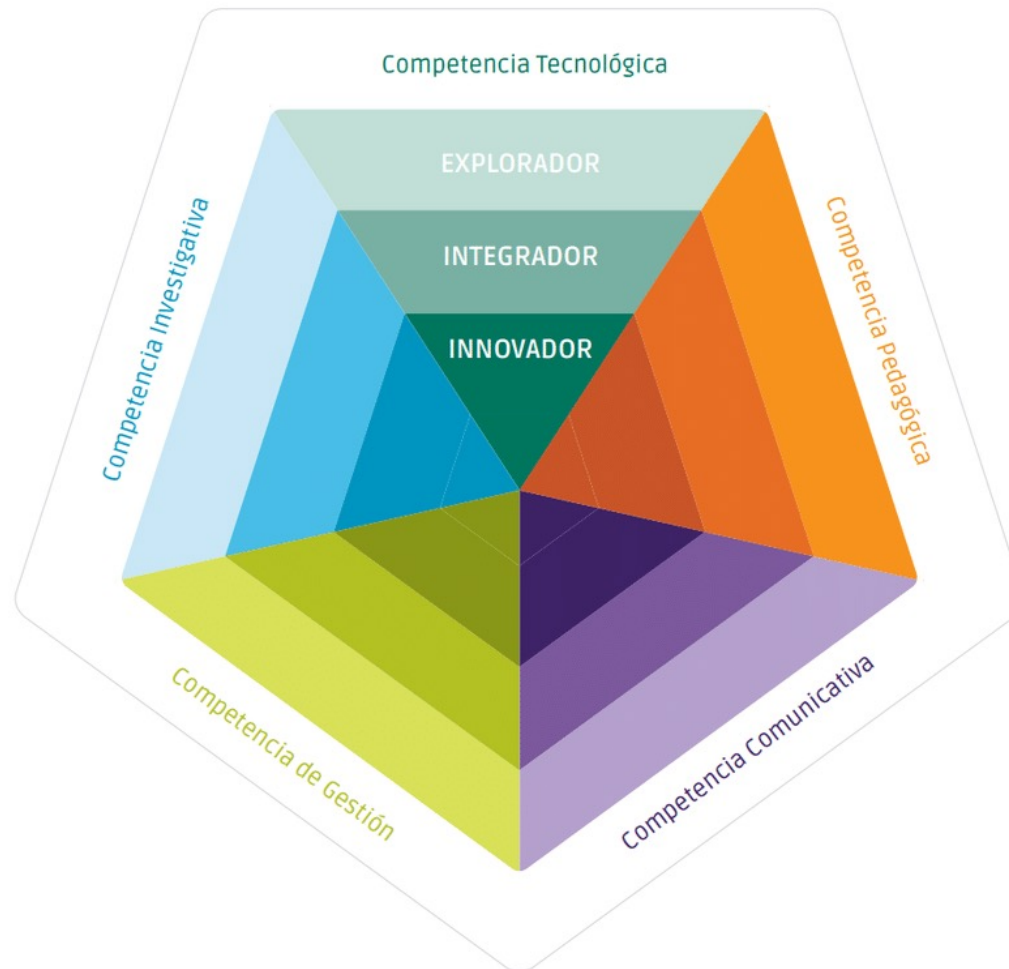 Competencia Tecnológica
EXPLORADOR
INTEGRADOR
INNOVADOR
Competencia Investigativa
Competencia Pedagógica
Competencia de Gestión
Competencia Comunicativa